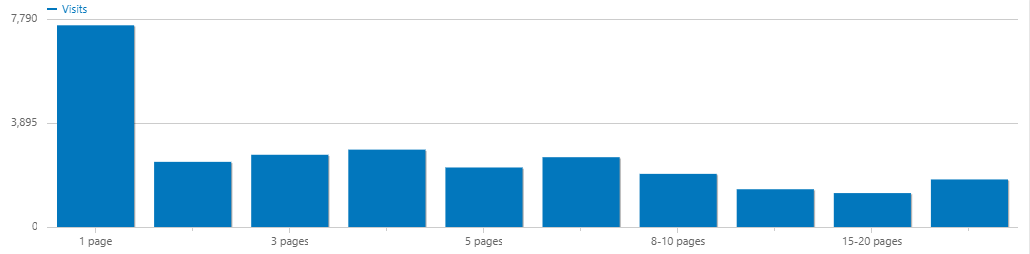 Visits
7,790
3,895
0
1 page
3 pages
5 pages
8-10 pages
15-20 pages